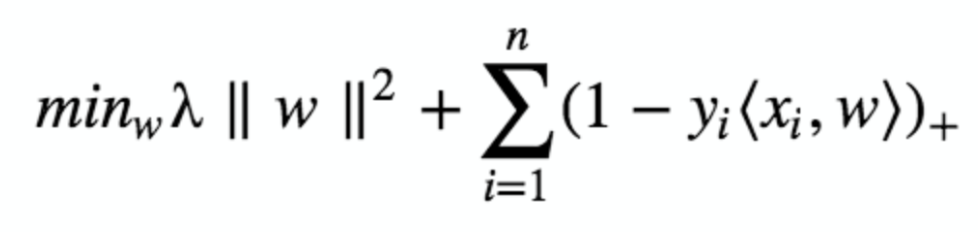 min_w λ ‖ w ‖² + ∑_{i=1}^{n} (1 − y_i⟨x_i, w⟩)_+